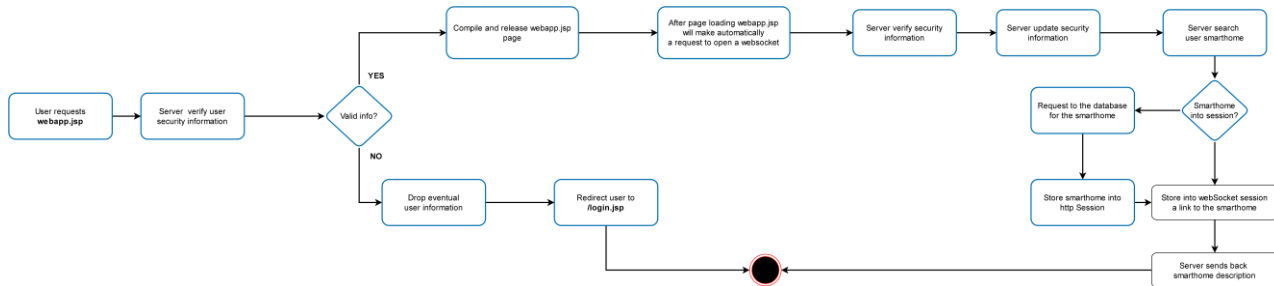 Compile and release webapp.jsp
page
After page loading webapp.jsp
will make automatically
a request to open a websocket
Server verify security
information
Server update security
information
Server search
user smarthome
YES
User requests
webapp.jsp
Server verify user
security information
Valid info?
Request to the database
for the smarthome
Smarthome
into session?
NO
Drop eventual
user information
Redirect user to
/login.jsp
Store smarthome into
http Session
Store into webSocket session
a link to the smarthome
Server sends back
smarthome description